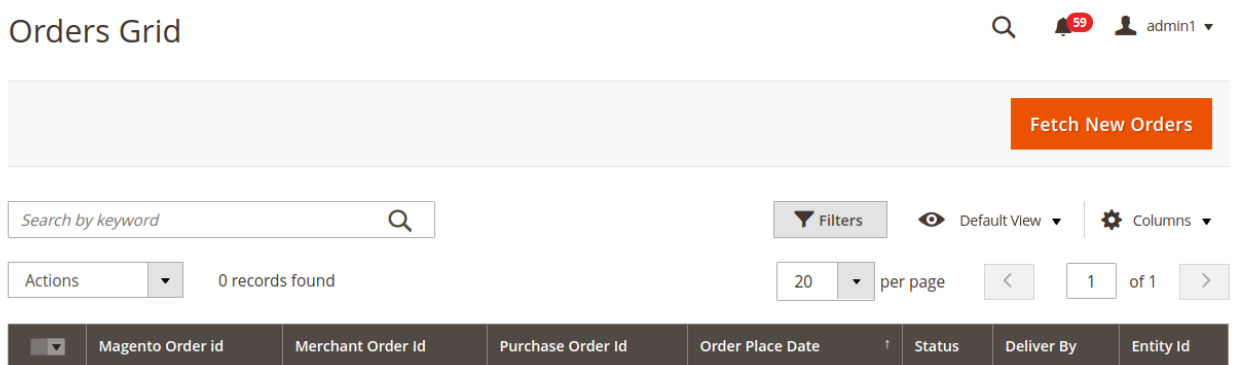 Orders Grid
59
admin1
Fetch New Orders
Search by keyword
Filters
Default View
Columns
Actions
0 records found
20
per page
1
of 1
Magento Order id Merchant Order Id Purchase Order Id Order Place Date ↑ Status Deliver By Entity Id